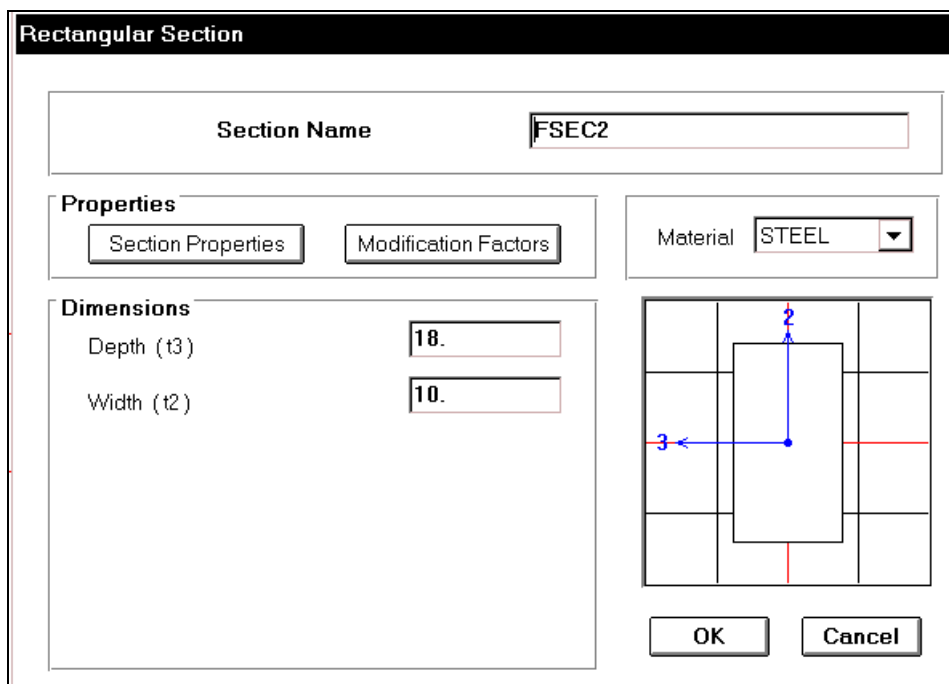 Rectangular Section
Section Name FSEC2
Properties
Section Properties Modification Factors
Material STEEL
Dimensions
Depth (t3) 18.
Width (t2) 10.
2
3
OK Cancel